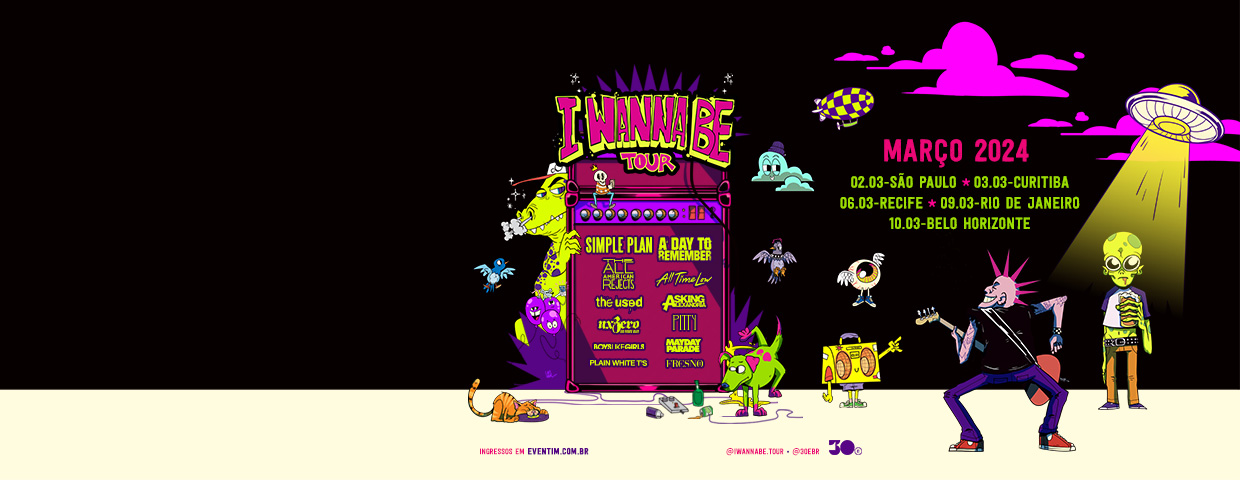 I WANNA BE
TOUR
SIMPLE PLAN
A DAY TO
REMEMBER
THE
ALL
AMERICAN
REJECTS
All Time Low
the used
ASKING
ALEXANDRIA
nxzero
PITTY
BOYS LIKE GIRLS
MAYDAY
PARADE
PLAIN WHITE T'S
FRESNO
MARÇO 2024
02.03-SÃO PAULO ★ 03.03-CURITIBA
06.03-RECIFE ★ 09.03-RIO DE JANEIRO
10.03-BELO HORIZONTE
INGRESSOS EM EVENTIM.COM.BR
@IWANNABE.TOUR • @30EBR
30e